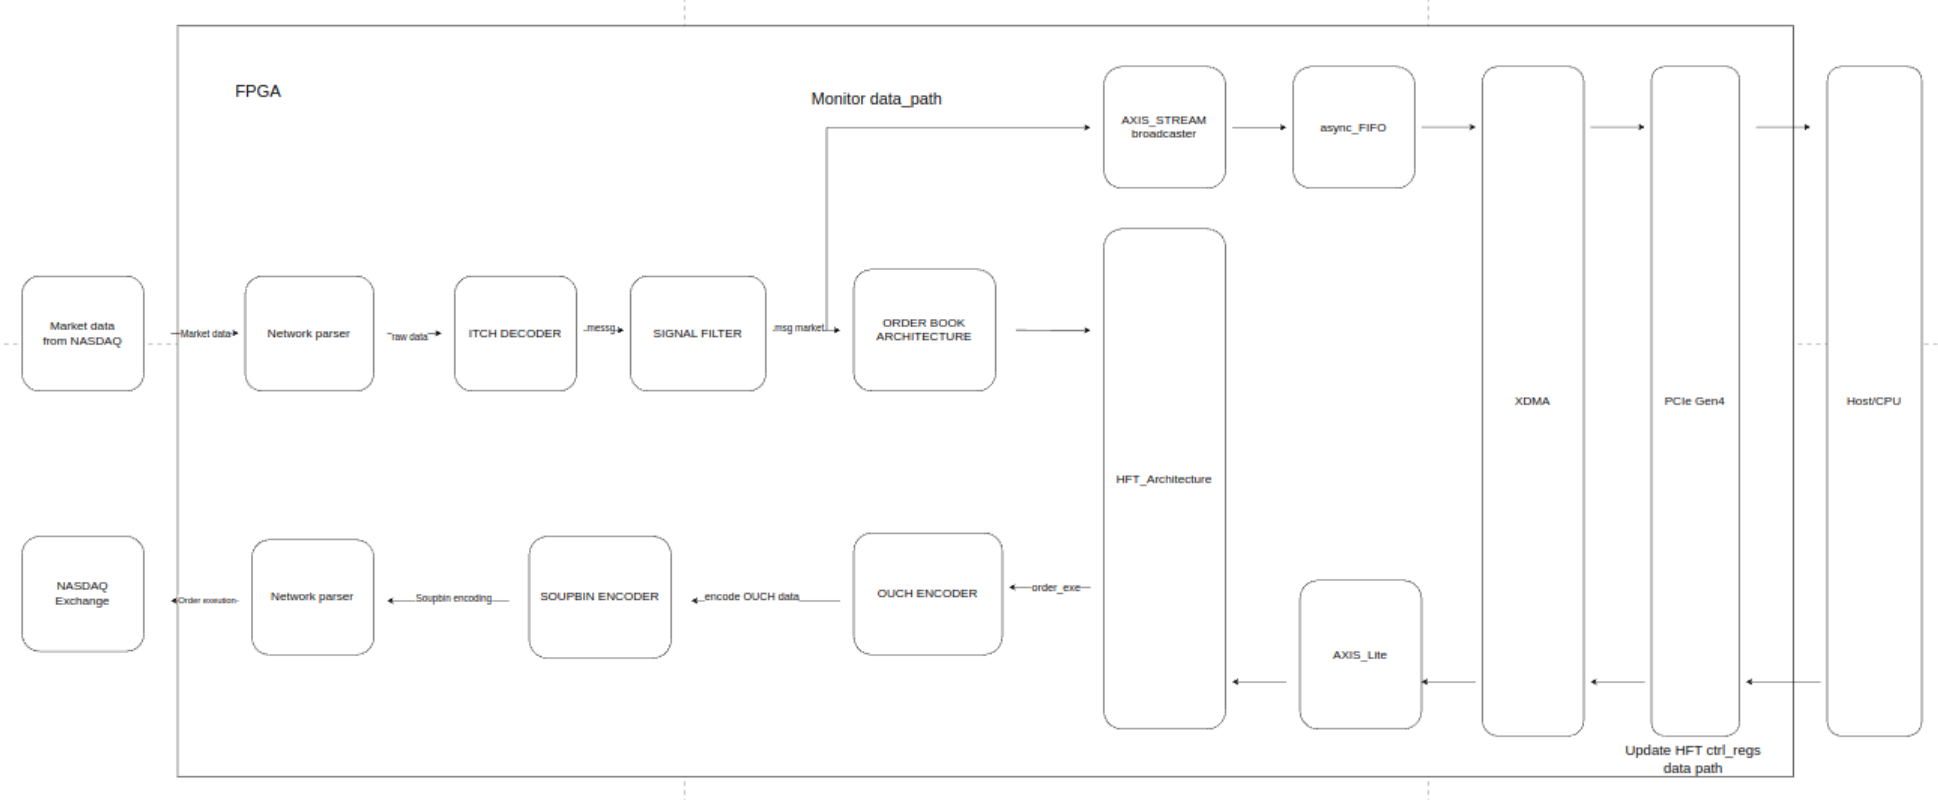 FPGA
Monitor data_path
AXIS_STREAM
broadcaster
async_FIFO
Market data
from NASDAQ
Market data
Network parser
raw data
ITCH DECODER
messg
SIGNAL FILTER
msg market
ORDER BOOK
ARCHITECTURE
XDMA
PCIe Gen4
Host/CPU
HFT_Architecture
NASDAQ
Exchange
Order exeution
Network parser
Soupbin encoding
SOUPBIN ENCODER
encode OUCH data
OUCH ENCODER
order_exe
AXIS_Lite
Update HFT ctrl_regs
data path